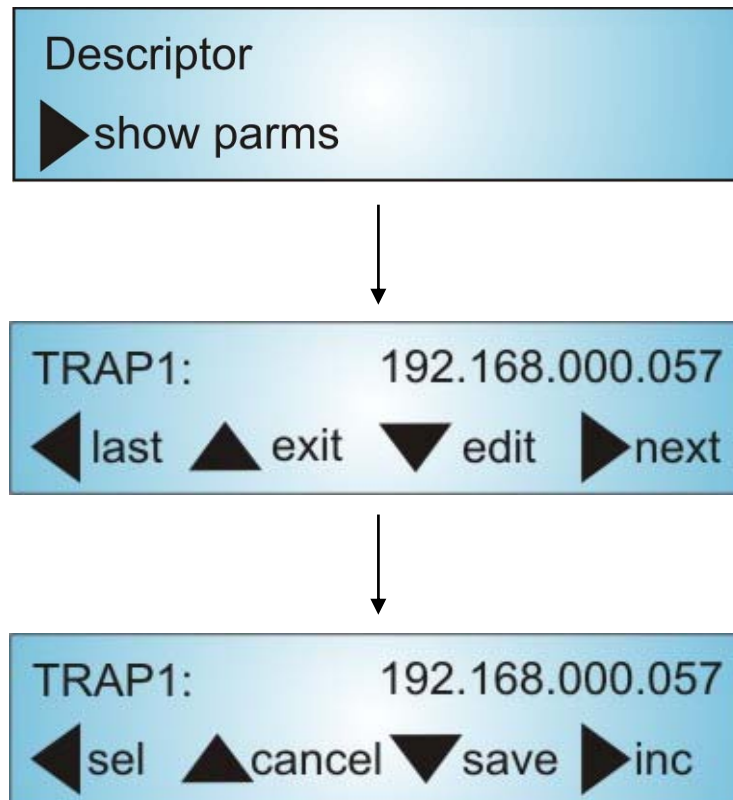 Descriptor
show parms
TRAP1: 192.168.000.057
last exit edit next
TRAP1: 192.168.000.057
sel cancel save inc